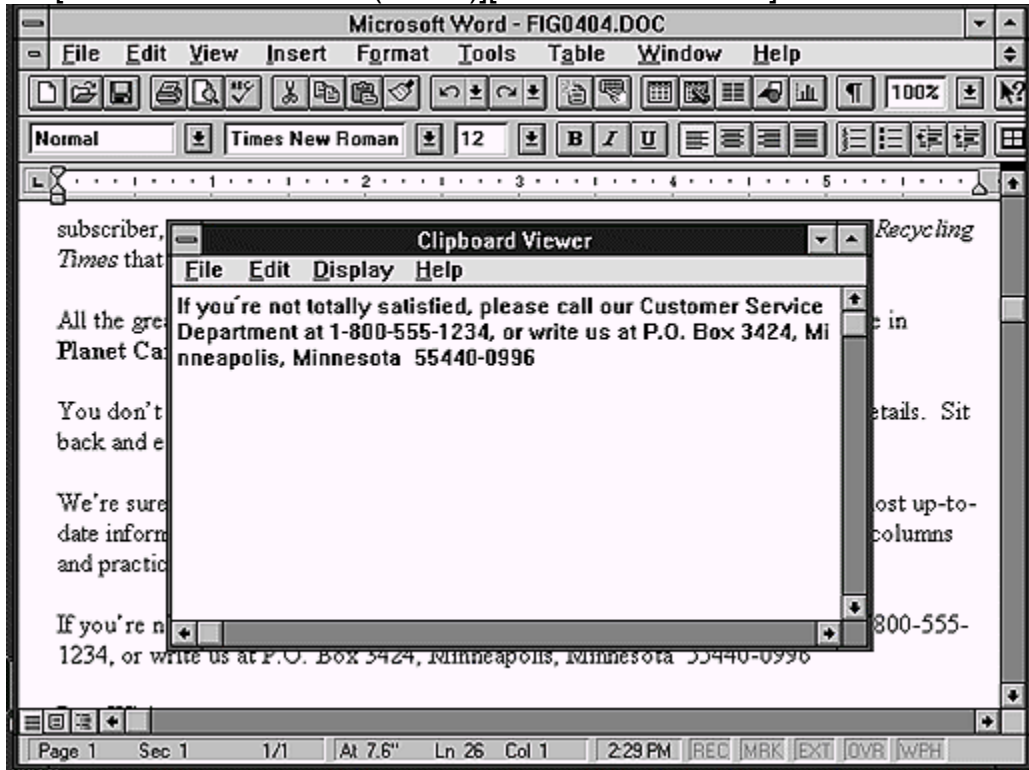 Microsoft Word - FIG0404.DOC
File Edit View Insert Format Tools Table Window Help
100%
Normal Times New Roman 12 B I U
1 2 3 4 5
subscriber, Recycling
Times that
Clipboard Viewer
File Edit Display Help
If you're not totally satisfied, please call our Customer Service
Department at 1-800-555-1234, or write us at P.O. Box 3424, Mi
nneapolis, Minnesota 55440-0996
All the gre e in
Planet Ca
You don't etails. Sit
back and e
We're sure ost up-to-
date inform columns
and practic
If you're n 800-555-
1234, or write us at P.O. Box 3424, Minneapolis, Minnesota 55440-0996
Page 1 Sec 1 1/1 At 7.6" Ln 26 Col 1 2:29 PM REC MRK EXT OVR WPH